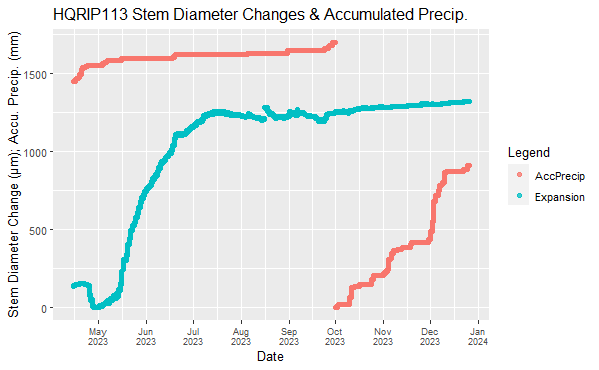 HQRIP113 Stem Diameter Changes & Accumulated Precip.
Stem Diameter Change (μm); Accu. Precip. (mm)
1500
1000
500
0
May Jun Jul Aug Sep Oct Nov Dec Jan
2023 2023 2023 2023 2023 2023 2023 2023 2024
Date
Legend
AccPrecip
Expansion